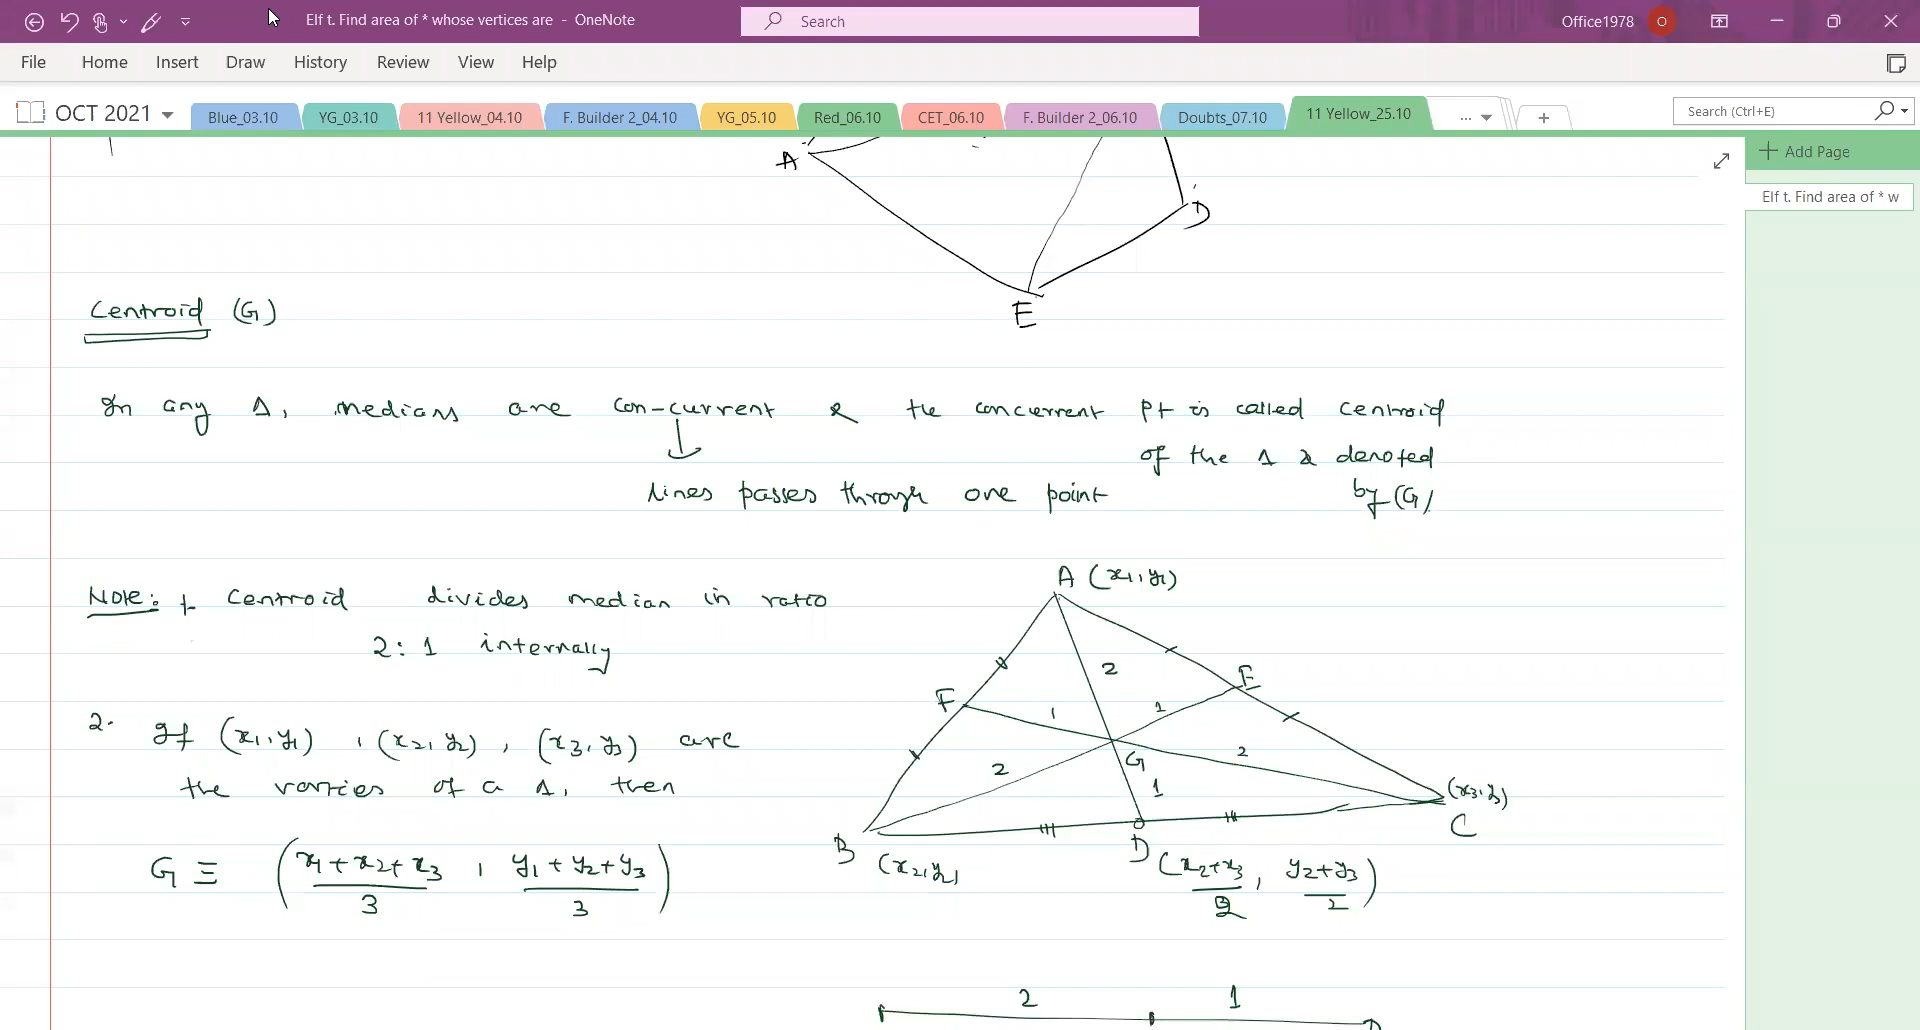 Elf t. Find area of * whose vertices are - OneNote
Search
Office1978
O
File Home Insert Draw History Review View Help
OCT 2021
Blue_03.10
YG_03.10
11 Yellow_04.10
F. Builder 2_04.10
YG_05.10
Red_06.10
CET_06.10
F. Builder 2_06.10
Doubts_07.10
11 Yellow_25.10
...
+
Search (Ctrl+E)
+ Add Page
Elf t. Find area of * w
A
D
E
Centroid (G)
In any Δ, medians are con-current & the concurrent pt is called centroid
of the Δ & denoted
by (G)
↓
lines passes through one point
Note: 1. Centroid divides median in ratio
2:1 internally
2. If (x1, y1), (x2, y2), (x3, y3) are
the vertices of a Δ, then
G ≡ ((x1+x2+x3)/3, (y1+y2+y3)/3)
A (x1, y1)
2
E
F
1
1
2
2
G
1
(x3, y3)
C
B
(x2, y2)
D ((x2+x3)/2, (y2+y3)/2)
2 1